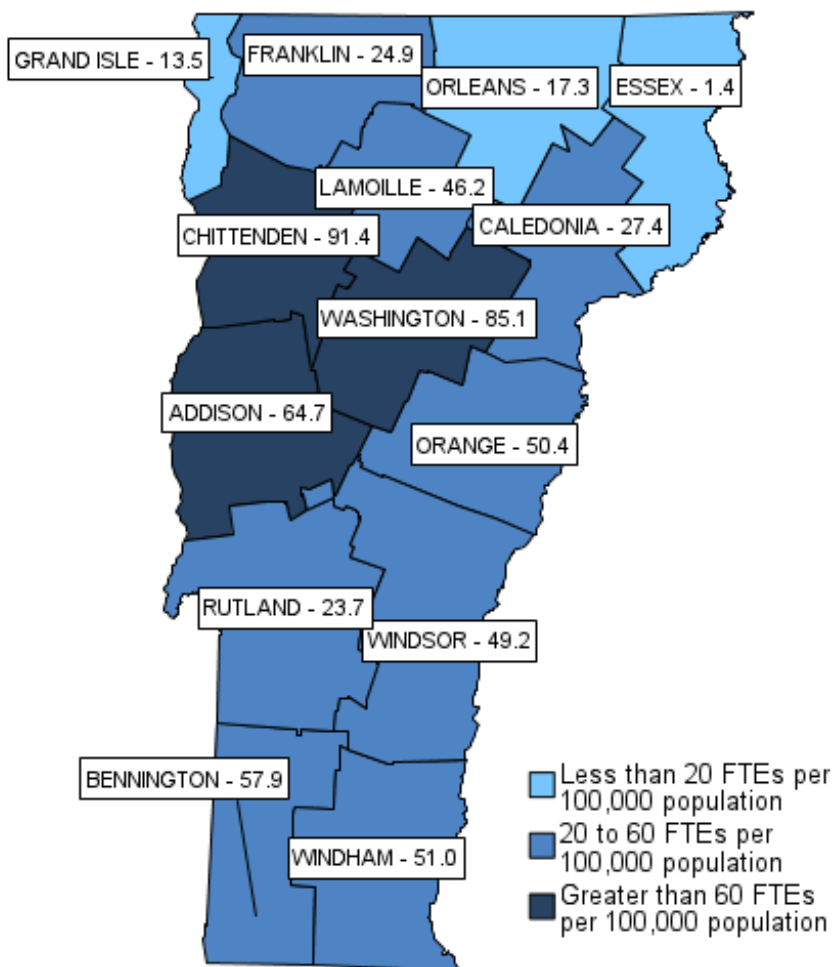 GRAND ISLE - 13.5
FRANKLIN - 24.9
ORLEANS - 17.3
ESSEX - 1.4
LAMOILLE - 46.2
CALEDONIA - 27.4
CHITTENDEN - 91.4
WASHINGTON - 85.1
ADDISON - 64.7
ORANGE - 50.4
RUTLAND - 23.7
WINDSOR - 49.2
BENNINGTON - 57.9
WINDHAM - 51.0
Less than 20 FTEs per
100,000 population
20 to 60 FTEs per
100,000 population
Greater than 60 FTEs
per 100,000 population